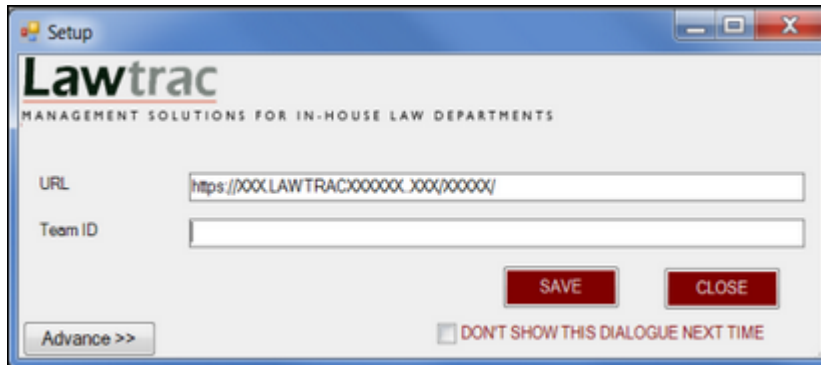 Setup
Lawtrac
MANAGEMENT SOLUTIONS FOR IN-HOUSE LAW DEPARTMENTS
URL
https://XXX.LAWTRACXXXXXX..XXX/XXXXXX/
Team ID
SAVE CLOSE
Advance >> DON'T SHOW THIS DIALOGUE NEXT TIME